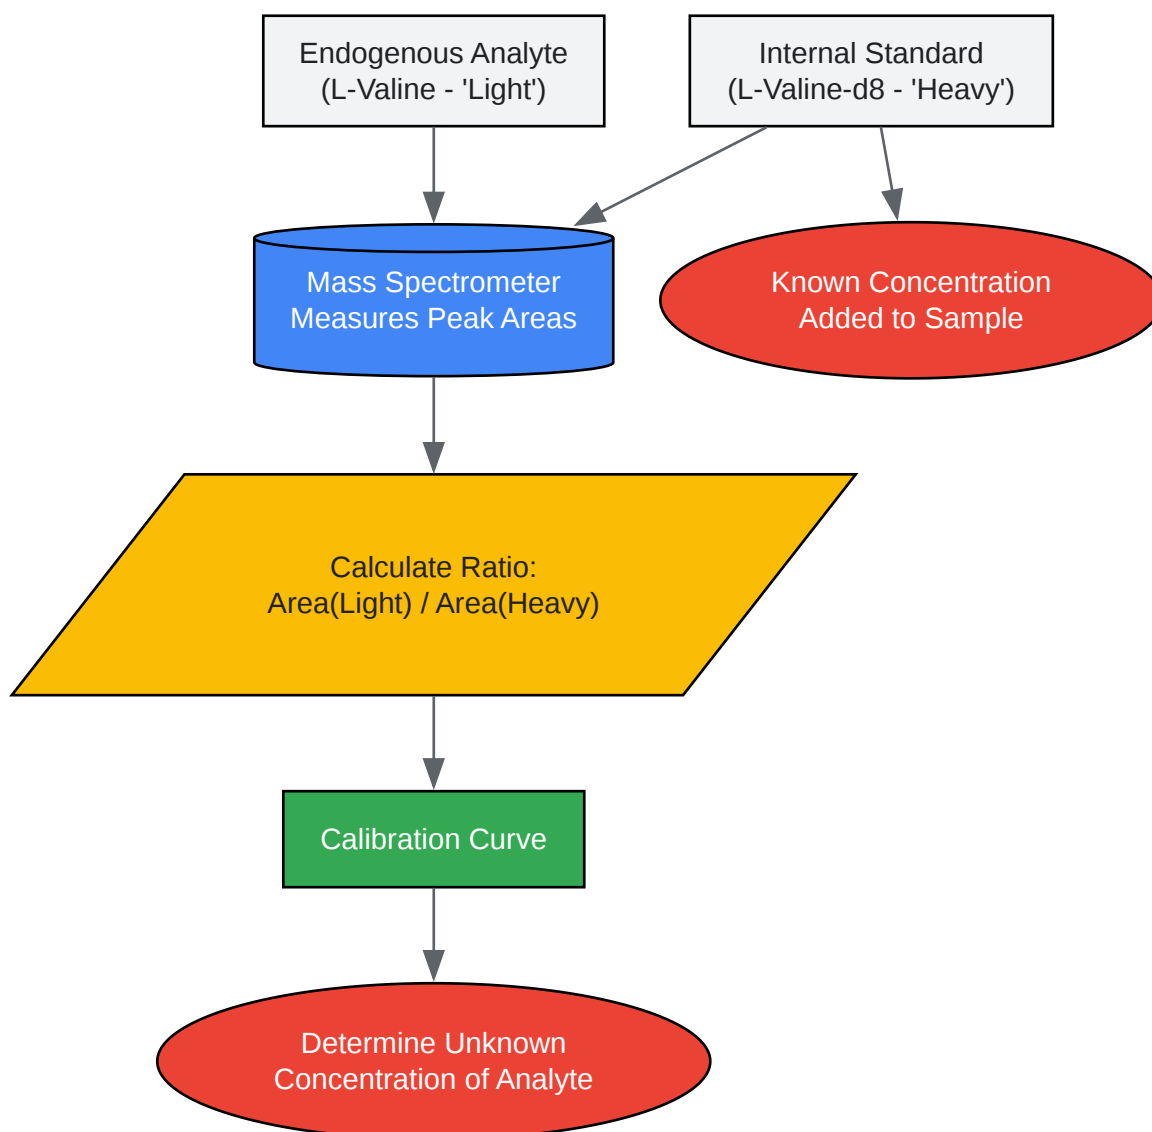 Endogenous Analyte
(L-Valine - 'Light')
Internal Standard
(L-Valine-d8 - 'Heavy')
Mass Spectrometer
Measures Peak Areas
Known Concentration
Added to Sample
Calculate Ratio:
Area(Light) / Area(Heavy)
Calibration Curve
Determine Unknown
Concentration of Analyte